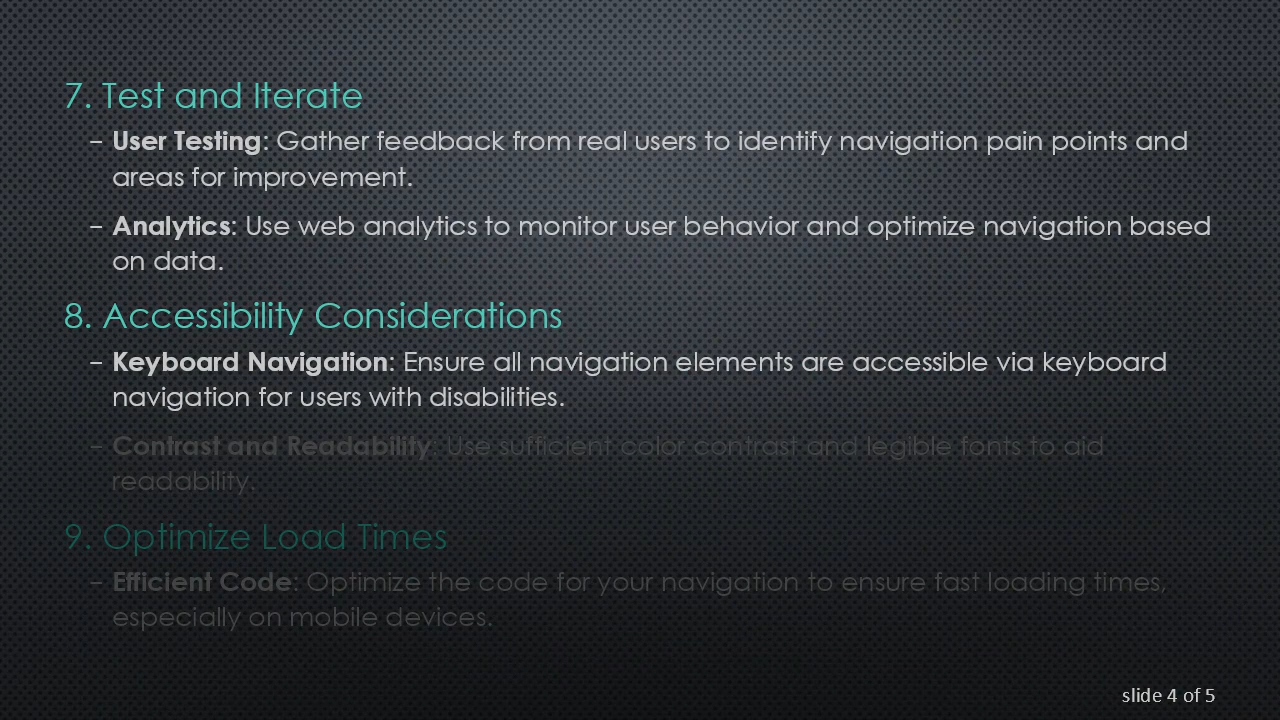 7. Test and Iterate
– User Testing: Gather feedback from real users to identify navigation pain points and
areas for improvement.
– Analytics: Use web analytics to monitor user behavior and optimize navigation based
on data.
8. Accessibility Considerations
– Keyboard Navigation: Ensure all navigation elements are accessible via keyboard
navigation for users with disabilities.
– Contrast and Readability: Use sufficient color contrast and legible fonts to aid
readability.
9. Optimize Load Times
– Efficient Code: Optimize the code for your navigation to ensure fast loading times,
especially on mobile devices.
slide 4 of 5